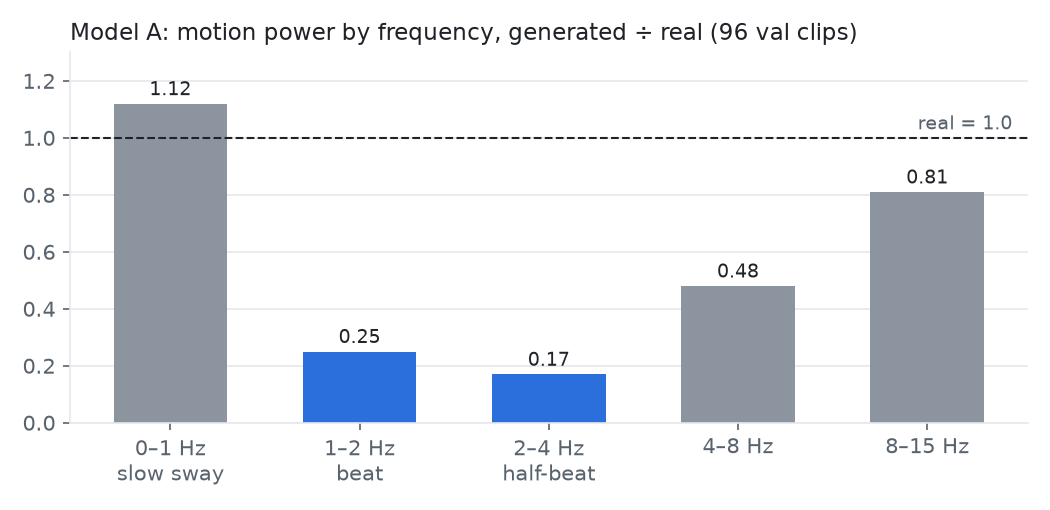 Model A: motion power by frequency, generated ÷ real (96 val clips)
1.2
1.0
0.8
0.6
0.4
0.2
0.0
1.12
0.25
0.17
0.48
0.81
real = 1.0
0–1 Hz
slow sway
1–2 Hz
beat
2–4 Hz
half-beat
4–8 Hz
8–15 Hz